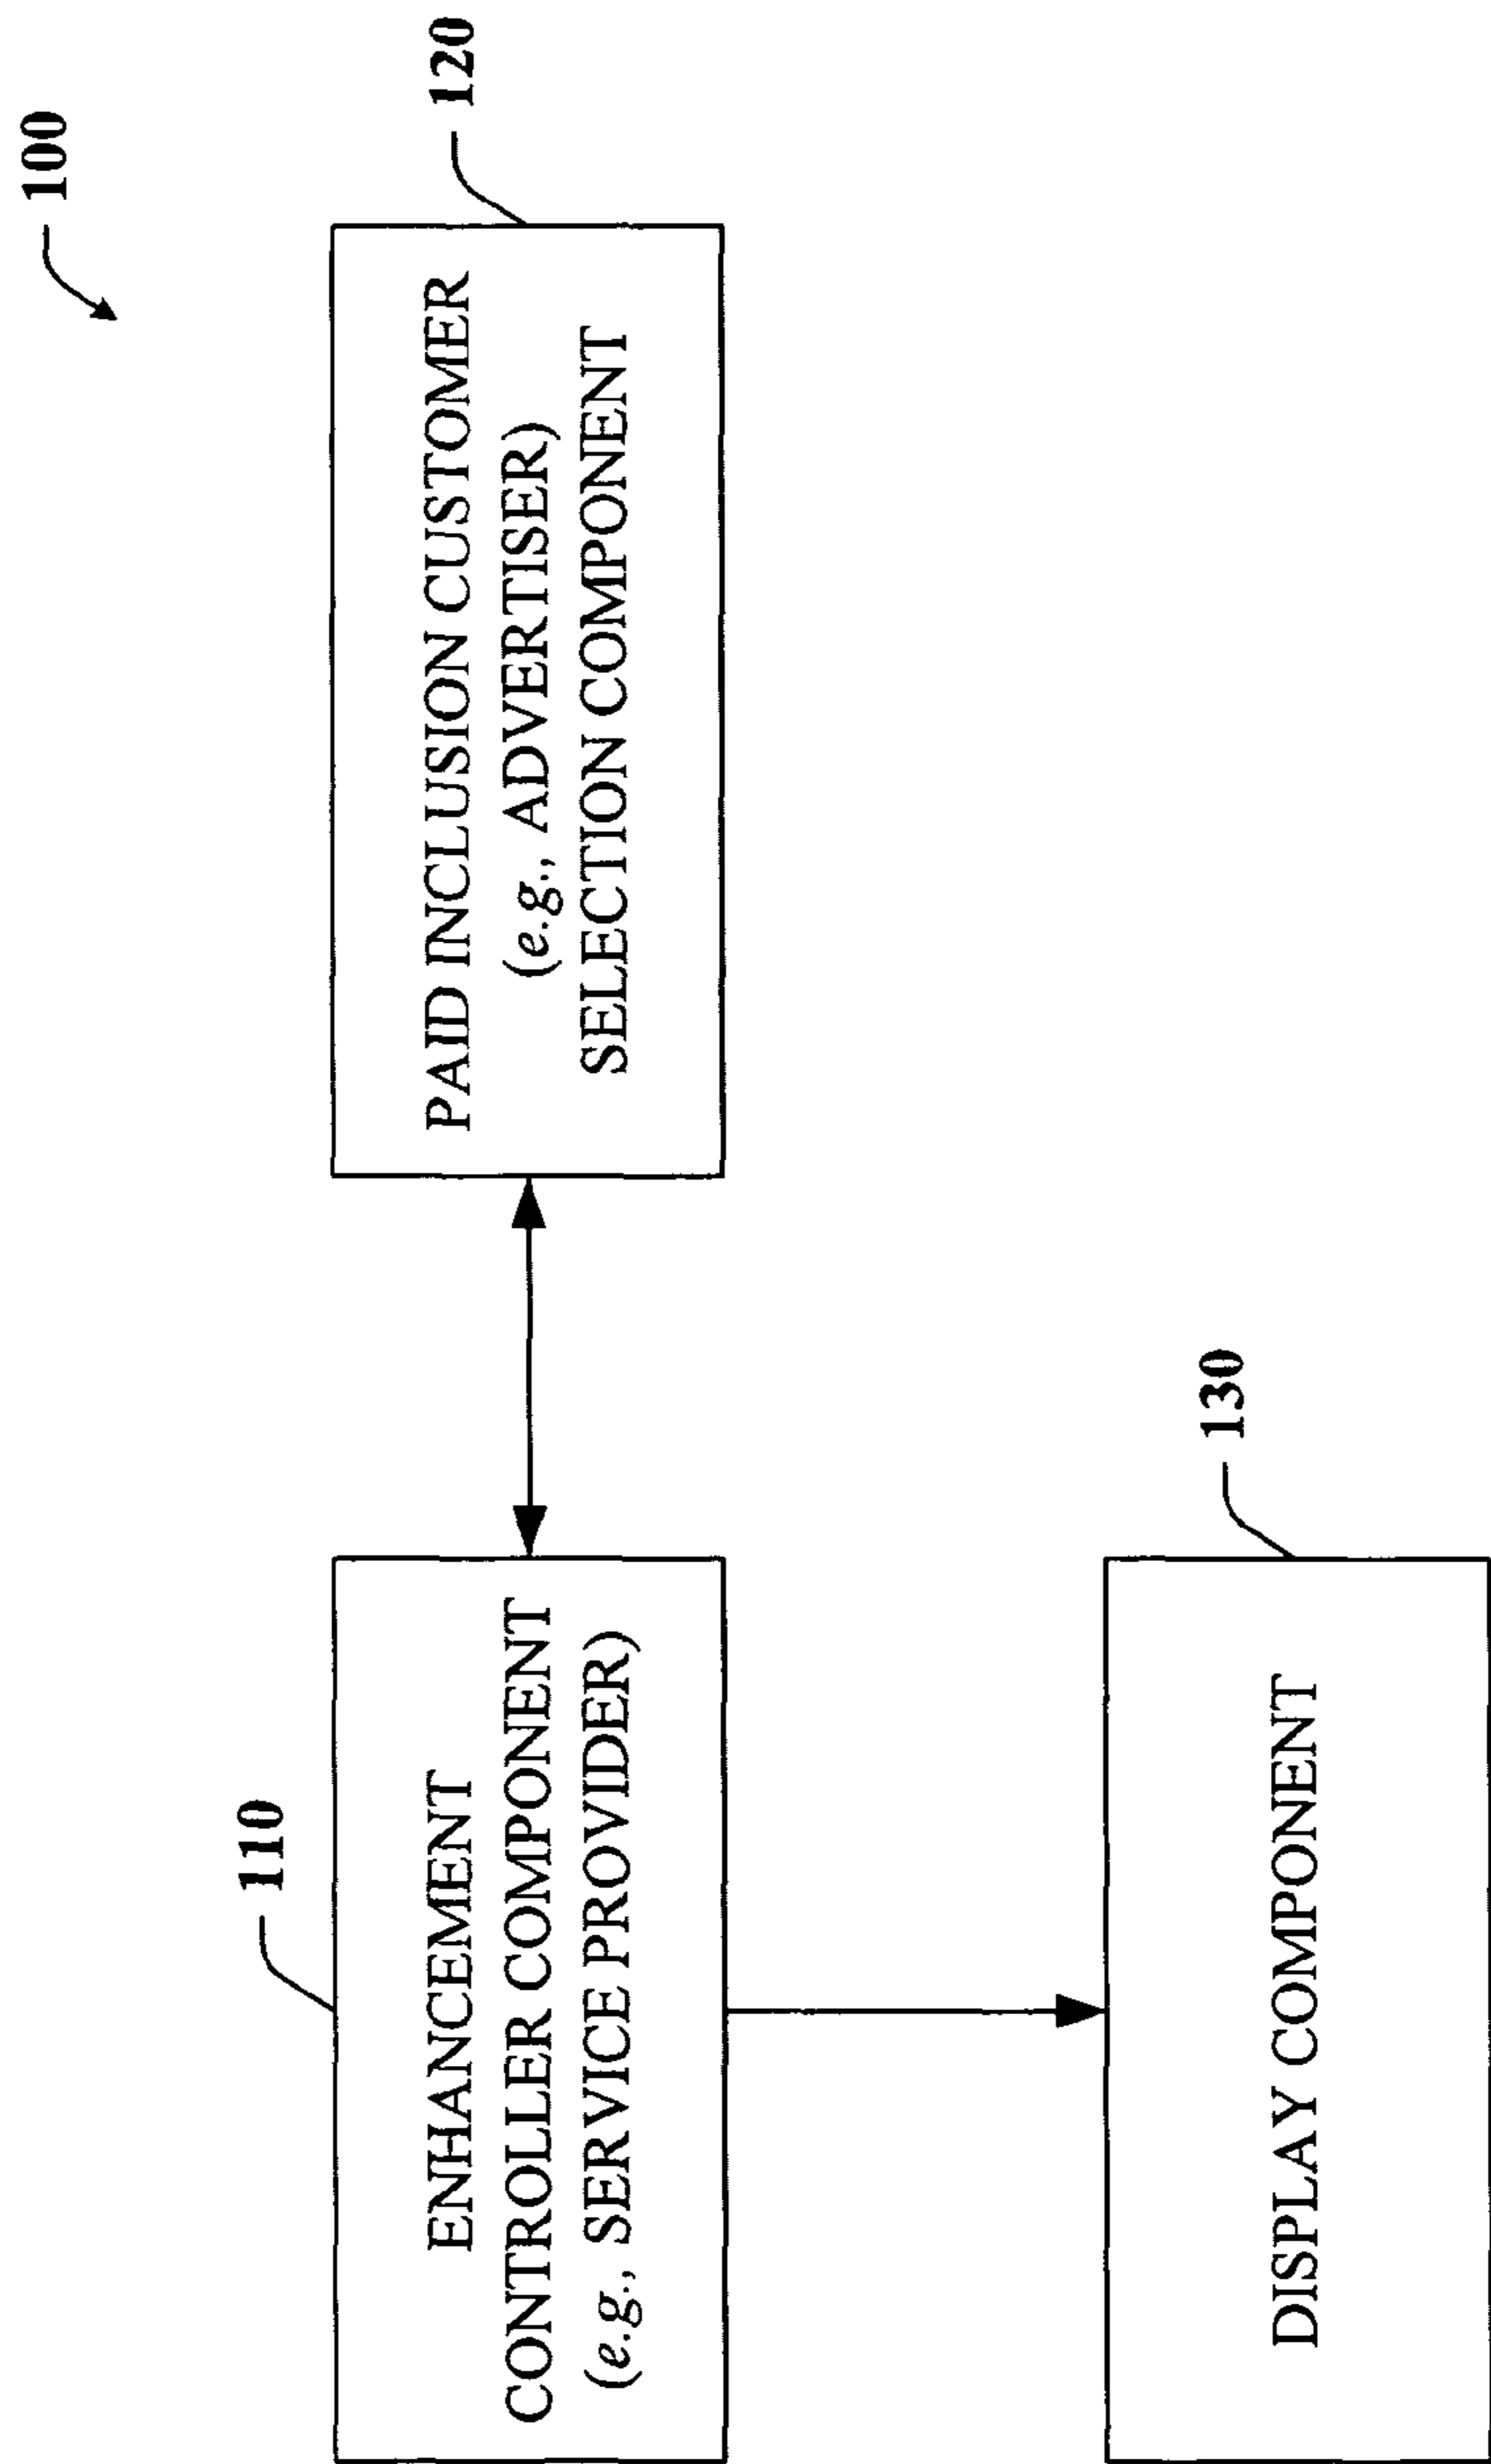 100
110
ENHANCEMENT
CONTROLLER COMPONENT
(e.g., SERVICE PROVIDER)
120
PAID INCLUSION CUSTOMER
(e.g., ADVERTISER)
SELECTION COMPONENT
130
DISPLAY COMPONENT